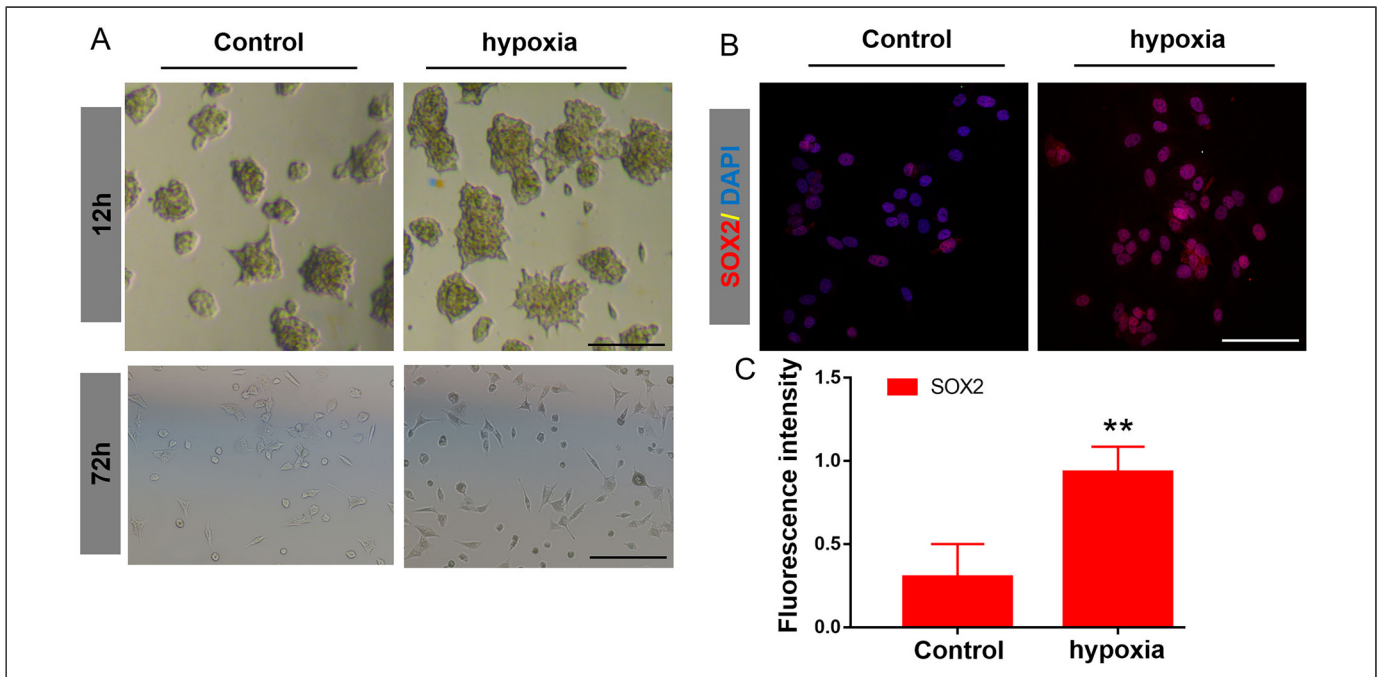 A
Control
hypoxia
12h
72h
B
Control
hypoxia
SOX2/ DAPI
C
Fluorescence intensity
1.5
1.0
0.5
0.0
SOX2
**
Control
hypoxia